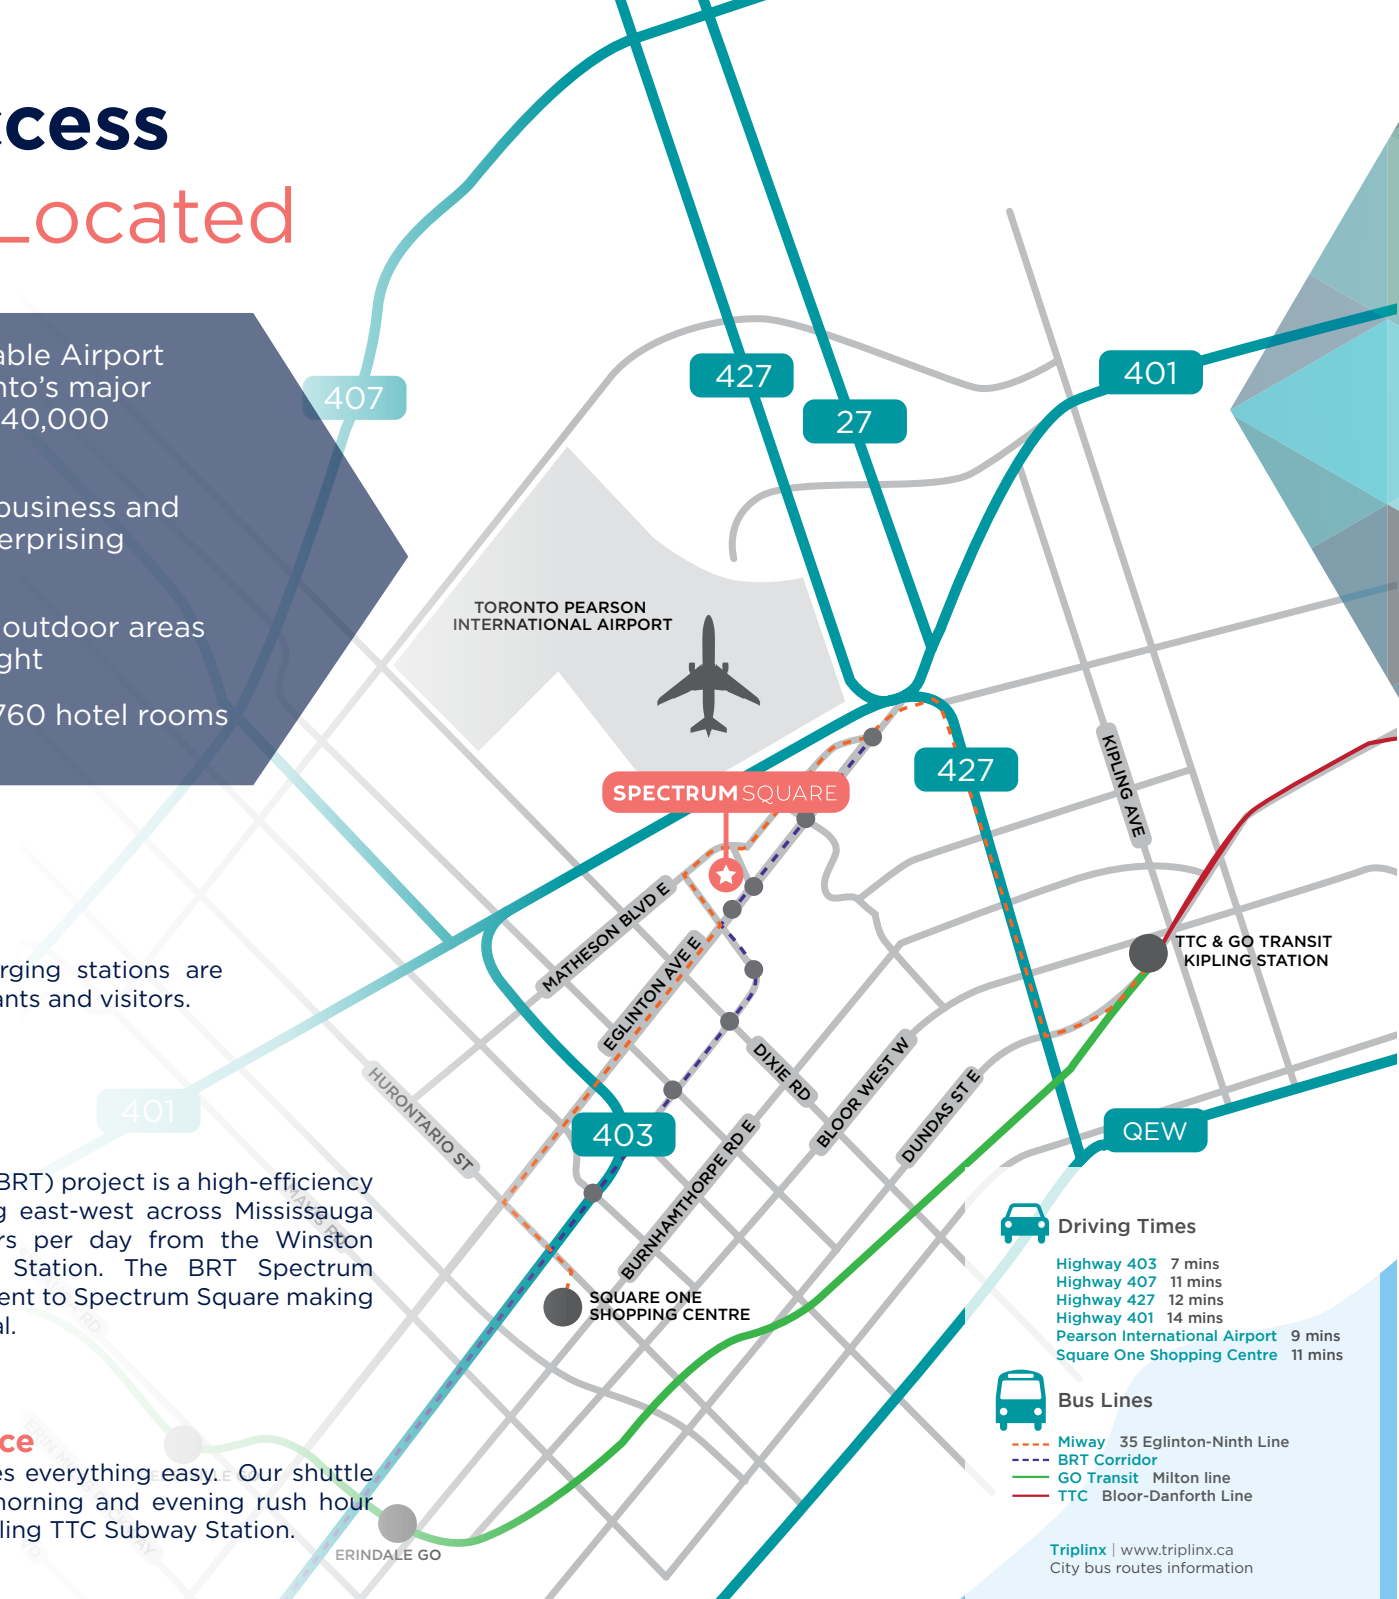 ccess
Located
able Airport
nto's major
40,000
business and
erprising
outdoor areas
ght
760 hotel rooms
rging stations are
ants and visitors.
BRT) project is a high-efficiency
g east-west across Mississauga
rs per day from the Winston
Station. The BRT Spectrum
ent to Spectrum Square making
al.
ce
es everything easy. Our shuttle
morning and evening rush hour
ling TTC Subway Station.
407
427
27
401
TORONTO PEARSON
INTERNATIONAL AIRPORT
SPECTRUM SQUARE
427
KIPLING AVE
MATHESON BLVD E
EGLINTON AVE E
TTC & GO TRANSIT
KIPLING STATION
HURONTARIO ST
DIXIE RD
BLOOR WEST W
DUNDAS ST E
BURNHAMTHORPE RD E
401
403
QEW
MAVIS RD
SQUARE ONE
SHOPPING CENTRE
ERINDALE GO
Driving Times
Highway 403 7 mins
Highway 407 11 mins
Highway 427 12 mins
Highway 401 14 mins
Pearson International Airport 9 mins
Square One Shopping Centre 11 mins
Bus Lines
Miway 35 Eglinton-Ninth Line
BRT Corridor
GO Transit Milton line
TTC Bloor-Danforth Line
Triplinx | www.triplinx.ca
City bus routes information